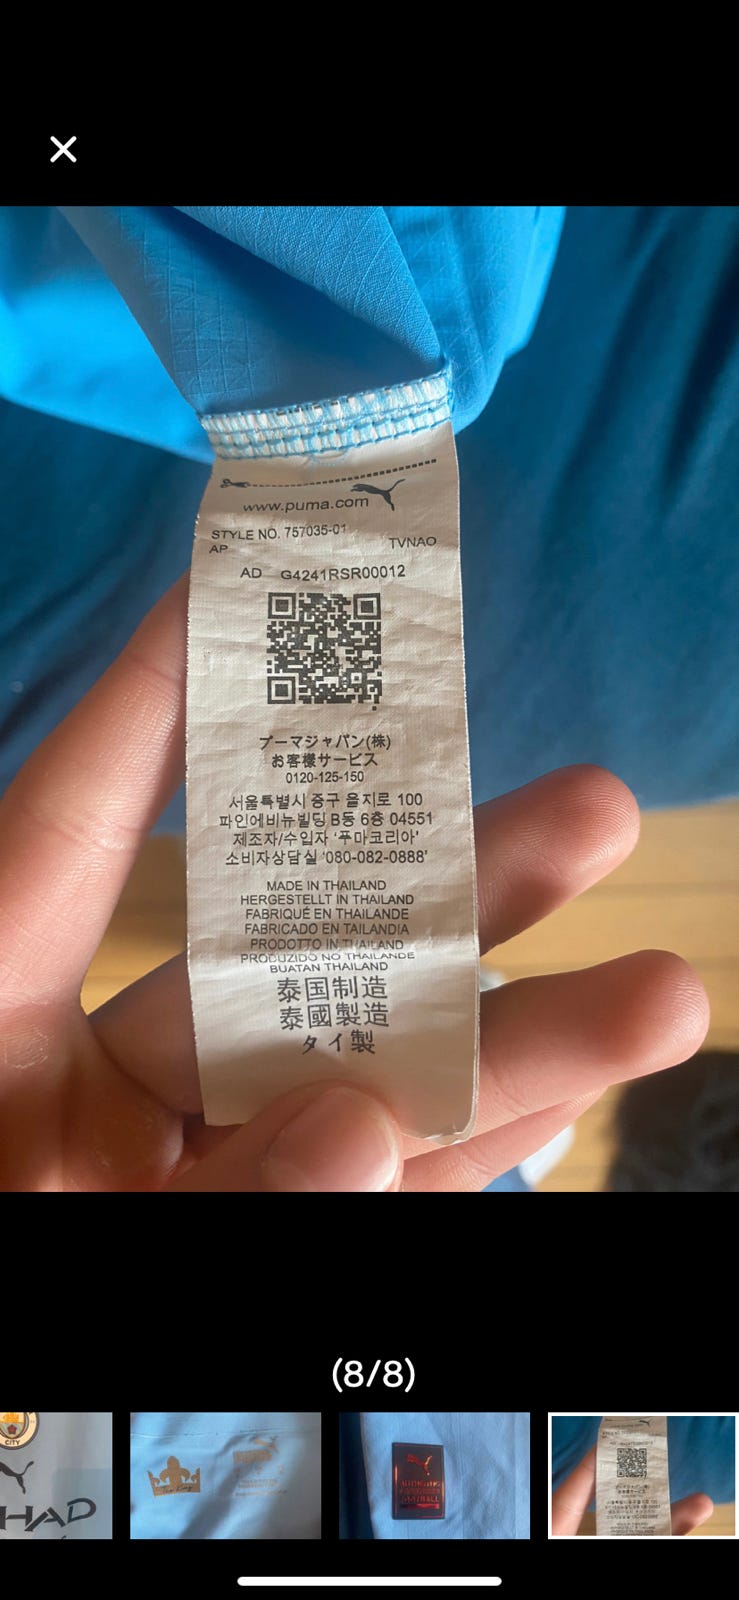 www.puma.com
STYLE NO. 757035-01
AP TVNAO
AD G4241RSR00012
プーマジャパン(株)
お客様サービス
0120-125-150
서울특별시 중구 을지로 100
파인에비뉴빌딩 B동 6층 04551
제조자/수입자 '푸마코리아'
소비자상담실 '080-082-0888'
MADE IN THAILAND
HERGESTELLT IN THAILAND
FABRIQUÉ EN THAILANDE
FABRICADO EN TAILANDIA
PRODOTTO IN THAILAND
PRODUZIDO NO THAILANDE
BUATAN THAILAND
泰国制造
泰國製造
タイ製
(8/8)
CITY
HAD
The King